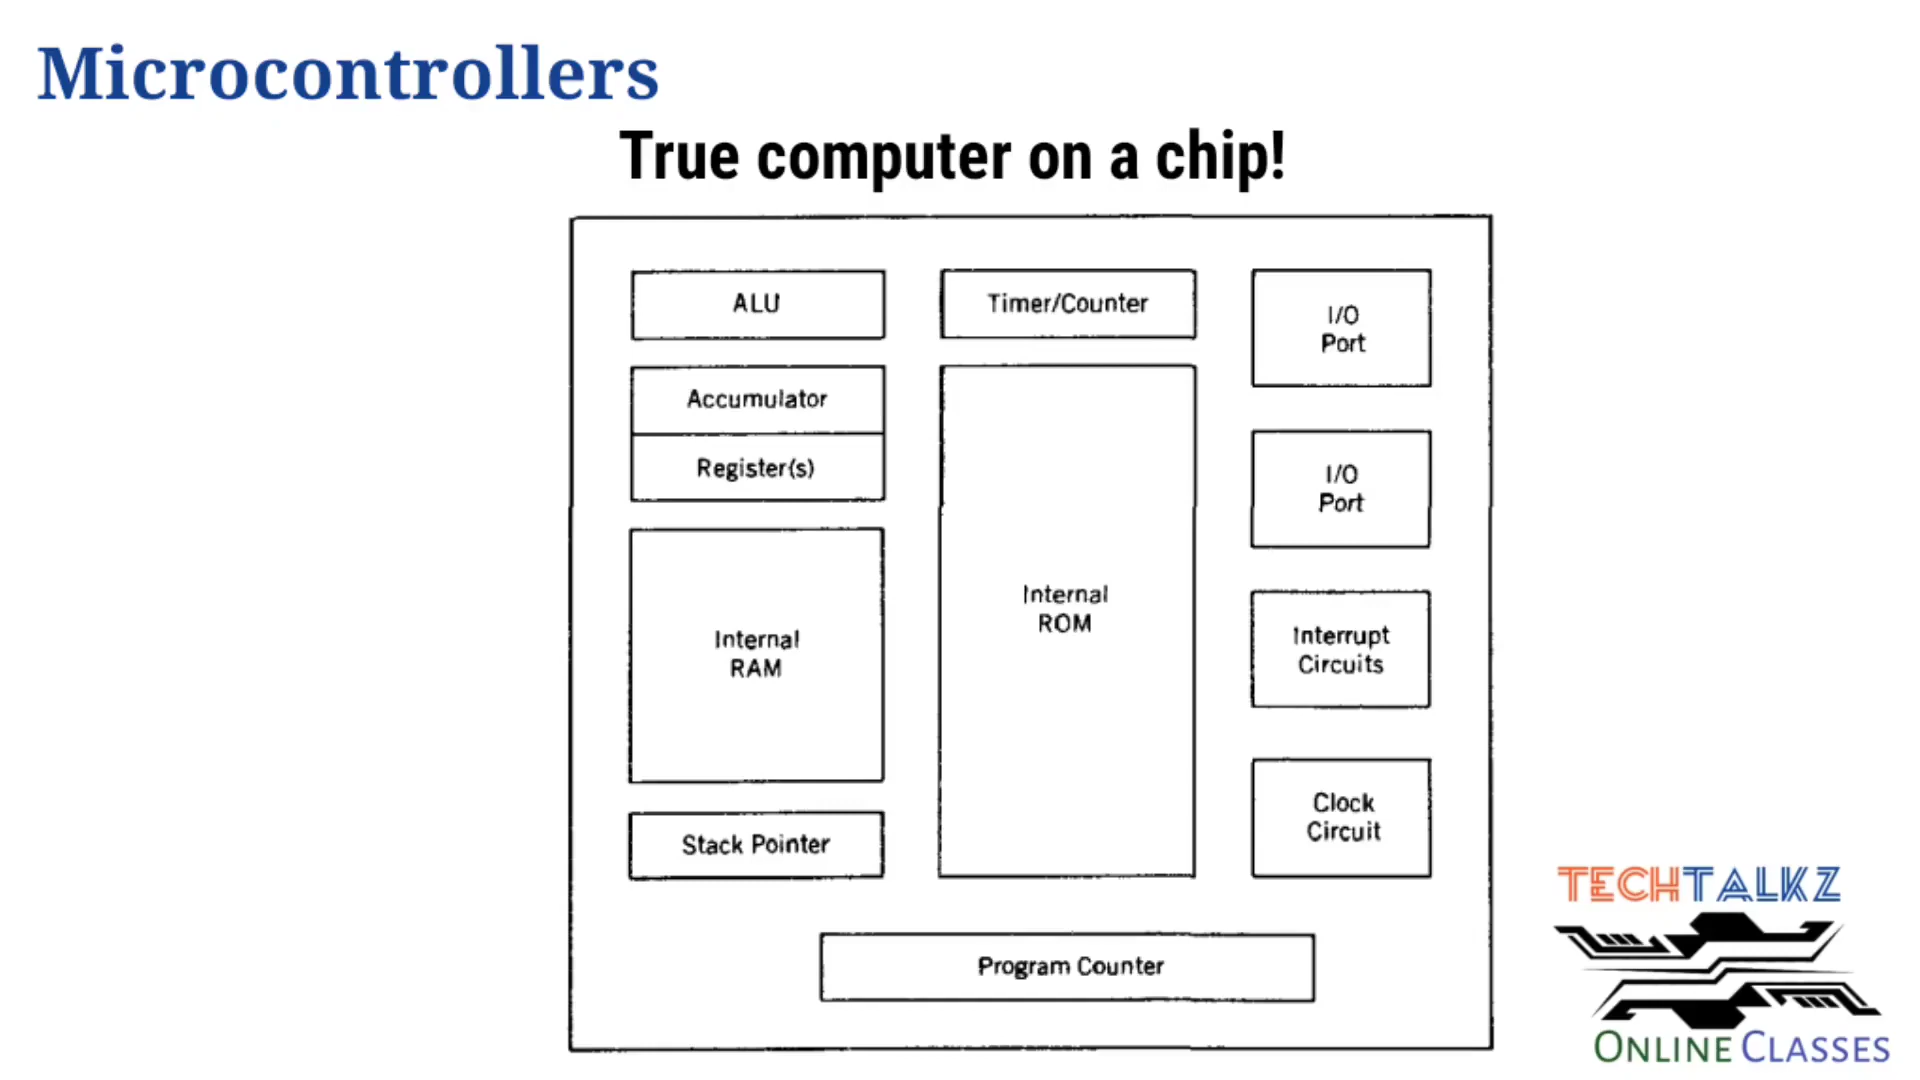 Microcontrollers
True computer on a chip!
ALU
Accumulator
Register(s)
Internal
RAM
Stack Pointer
Timer/Counter
Internal
ROM
I/O
Port
I/O
Port
Interrupt
Circuits
Clock
Circuit
Program Counter
TECHTALKZ
ONLINE CLASSES